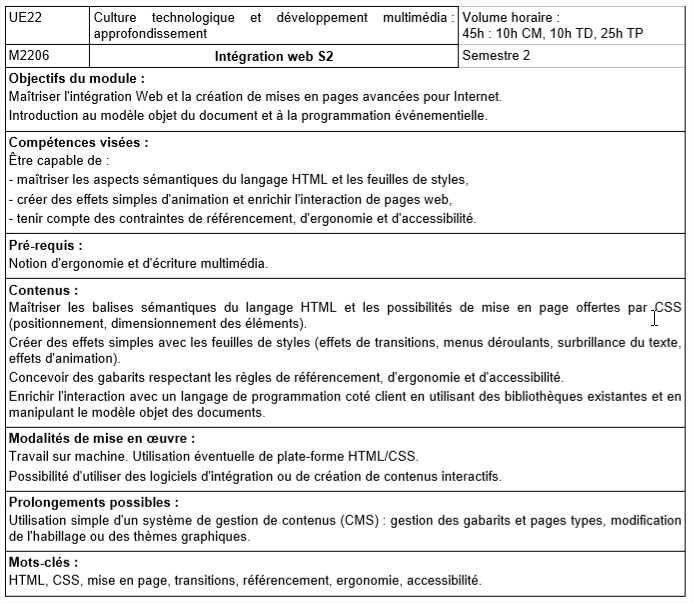 UE22
Culture technologique et développement multimédia :
approfondissement
Volume horaire :
45h : 10h CM, 10h TD, 25h TP
M2206
Intégration web S2
Semestre 2
Objectifs du module :
Maîtriser l'intégration Web et la création de mises en pages avancées pour Internet.
Introduction au modèle objet du document et à la programmation événementielle.
Compétences visées :
Être capable de :
- maîtriser les aspects sémantiques du langage HTML et les feuilles de styles,
- créer des effets simples d'animation et enrichir l'interaction de pages web,
- tenir compte des contraintes de référencement, d'ergonomie et d'accessibilité.
Pré-requis :
Notion d'ergonomie et d'écriture multimédia.
Contenus :
Maîtriser les balises sémantiques du langage HTML et les possibilités de mise en page offertes par CSS
(positionnement, dimensionnement des éléments).
Créer des effets simples avec les feuilles de styles (effets de transitions, menus déroulants, surbrillance du texte,
effets d'animation).
Concevoir des gabarits respectant les règles de référencement, d'ergonomie et d'accessibilité.
Enrichir l'interaction avec un langage de programmation coté client en utilisant des bibliothèques existantes et en
manipulant le modèle objet des documents.
Modalités de mise en œuvre :
Travail sur machine. Utilisation éventuelle de plate-forme HTML/CSS.
Possibilité d'utiliser des logiciels d'intégration ou de création de contenus interactifs.
Prolongements possibles :
Utilisation simple d'un système de gestion de contenus (CMS) : gestion des gabarits et pages types, modification
de l'habillage ou des thèmes graphiques.
Mots-clés :
HTML, CSS, mise en page, transitions, référencement, ergonomie, accessibilité.